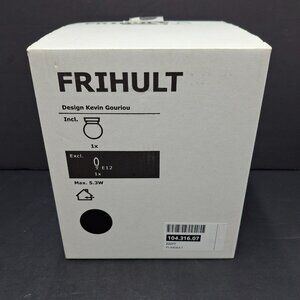 FRIHULT
Design Kevin Gouriou
Incl.
1x
Excl.
E12
1x
Max. 5.3W
104.316.07